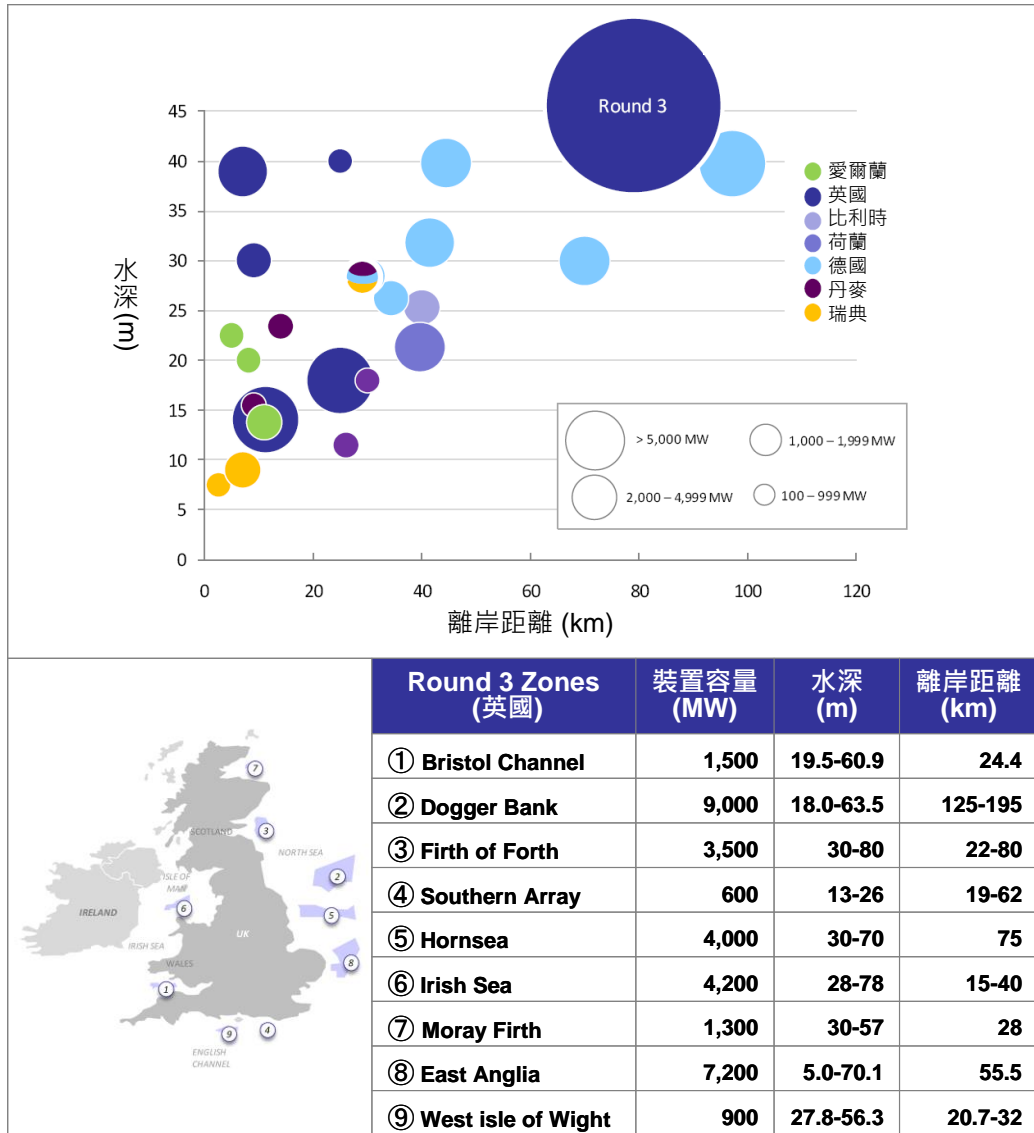 Round 3
45
40
35
30
25
20
15
10
5
0
水深(m)
0 20 40 60 80 100 120
離岸距離 (km)
愛爾蘭
英國
比利時
荷蘭
德國
丹麥
瑞典
> 5,000 MW
1,000 – 1,999 MW
2,000 – 4,999 MW
100 – 999 MW
SCOTLAND
NORTH SEA
ISLE OF
MAN
IRELAND
UK
IRISH SEA
WALES
ENGLISH
CHANNEL
7
3
2
6
5
8
1
9
4
Round 3 Zones (英國) 裝置容量 (MW) 水深 (m) 離岸距離 (km)
① Bristol Channel 1,500 19.5-60.9 24.4
② Dogger Bank 9,000 18.0-63.5 125-195
③ Firth of Forth 3,500 30-80 22-80
④ Southern Array 600 13-26 19-62
⑤ Hornsea 4,000 30-70 75
⑥ Irish Sea 4,200 28-78 15-40
⑦ Moray Firth 1,300 30-57 28
⑧ East Anglia 7,200 5.0-70.1 55.5
⑨ West isle of Wight 900 27.8-56.3 20.7-32